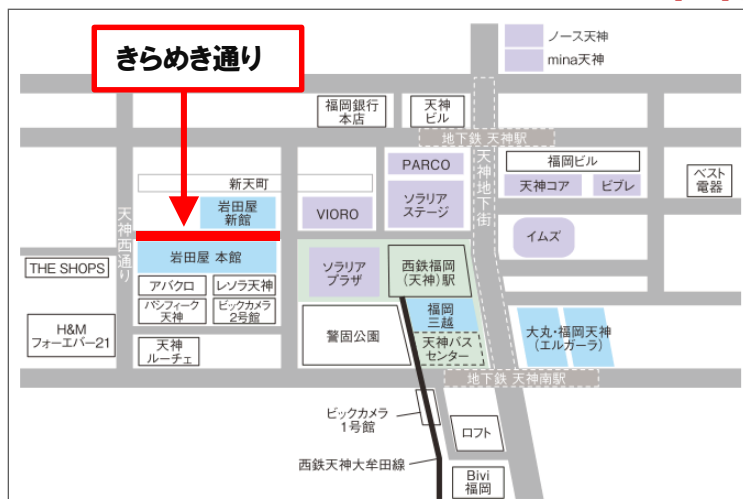 ノース天神
mina天神
きらめき通り
福岡銀行
本店
天神
ビル
地下鉄 天神駅
PARCO
福岡ビル
天神コア
ビブレ
ベスト
電器
新天町
岩田屋
新館
VIORO
ソラリア
ステージ
天神地下街
イムズ
天神西通り
岩田屋 本館
THE SHOPS
アバクロ
レソラ天神
パシフィーク
天神
ビックカメラ
2号館
ソラリア
プラザ
西鉄福岡
(天神)駅
福岡
三越
天神バス
センター
大丸・福岡天神
(エルガーラ)
H&M
フォーエバー21
天神
ルーチェ
警固公園
地下鉄 天神南駅
ビックカメラ
1号館
ロフト
西鉄天神大牟田線
Bivi
福岡